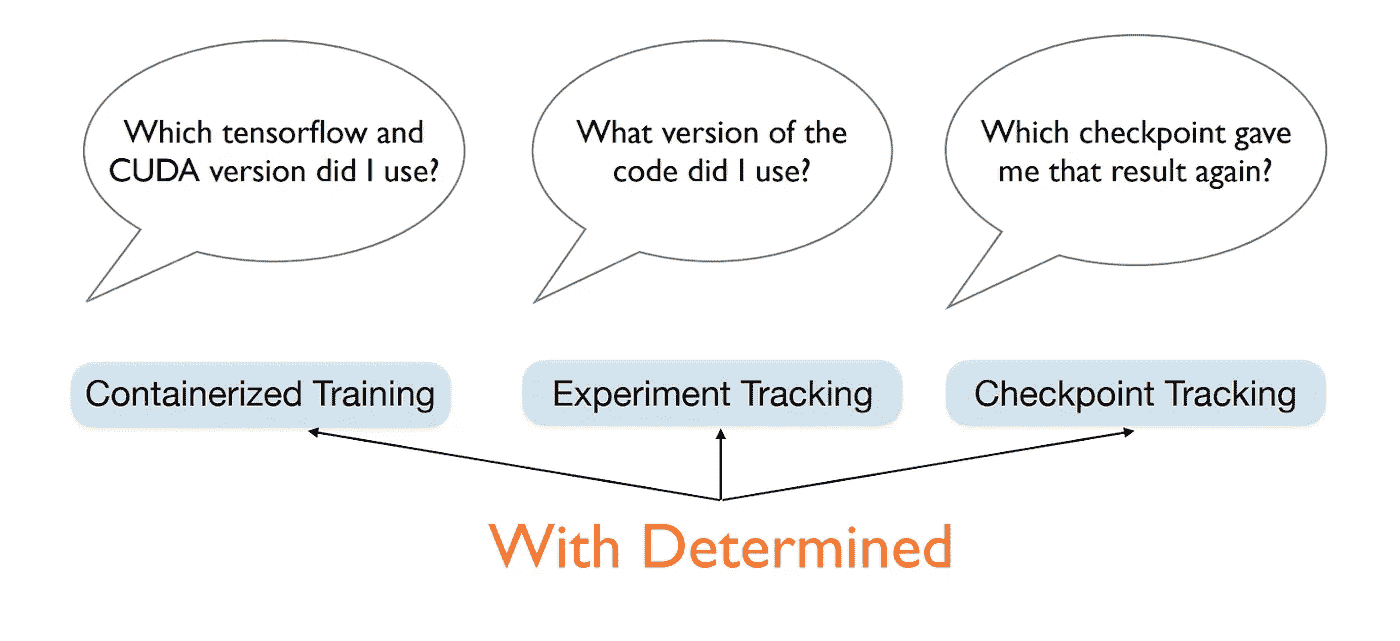 Which tensorflow and
CUDA version did I use?
What version of the
code did I use?
Which checkpoint gave
me that result again?
Containerized Training
Experiment Tracking
Checkpoint Tracking
With Determined